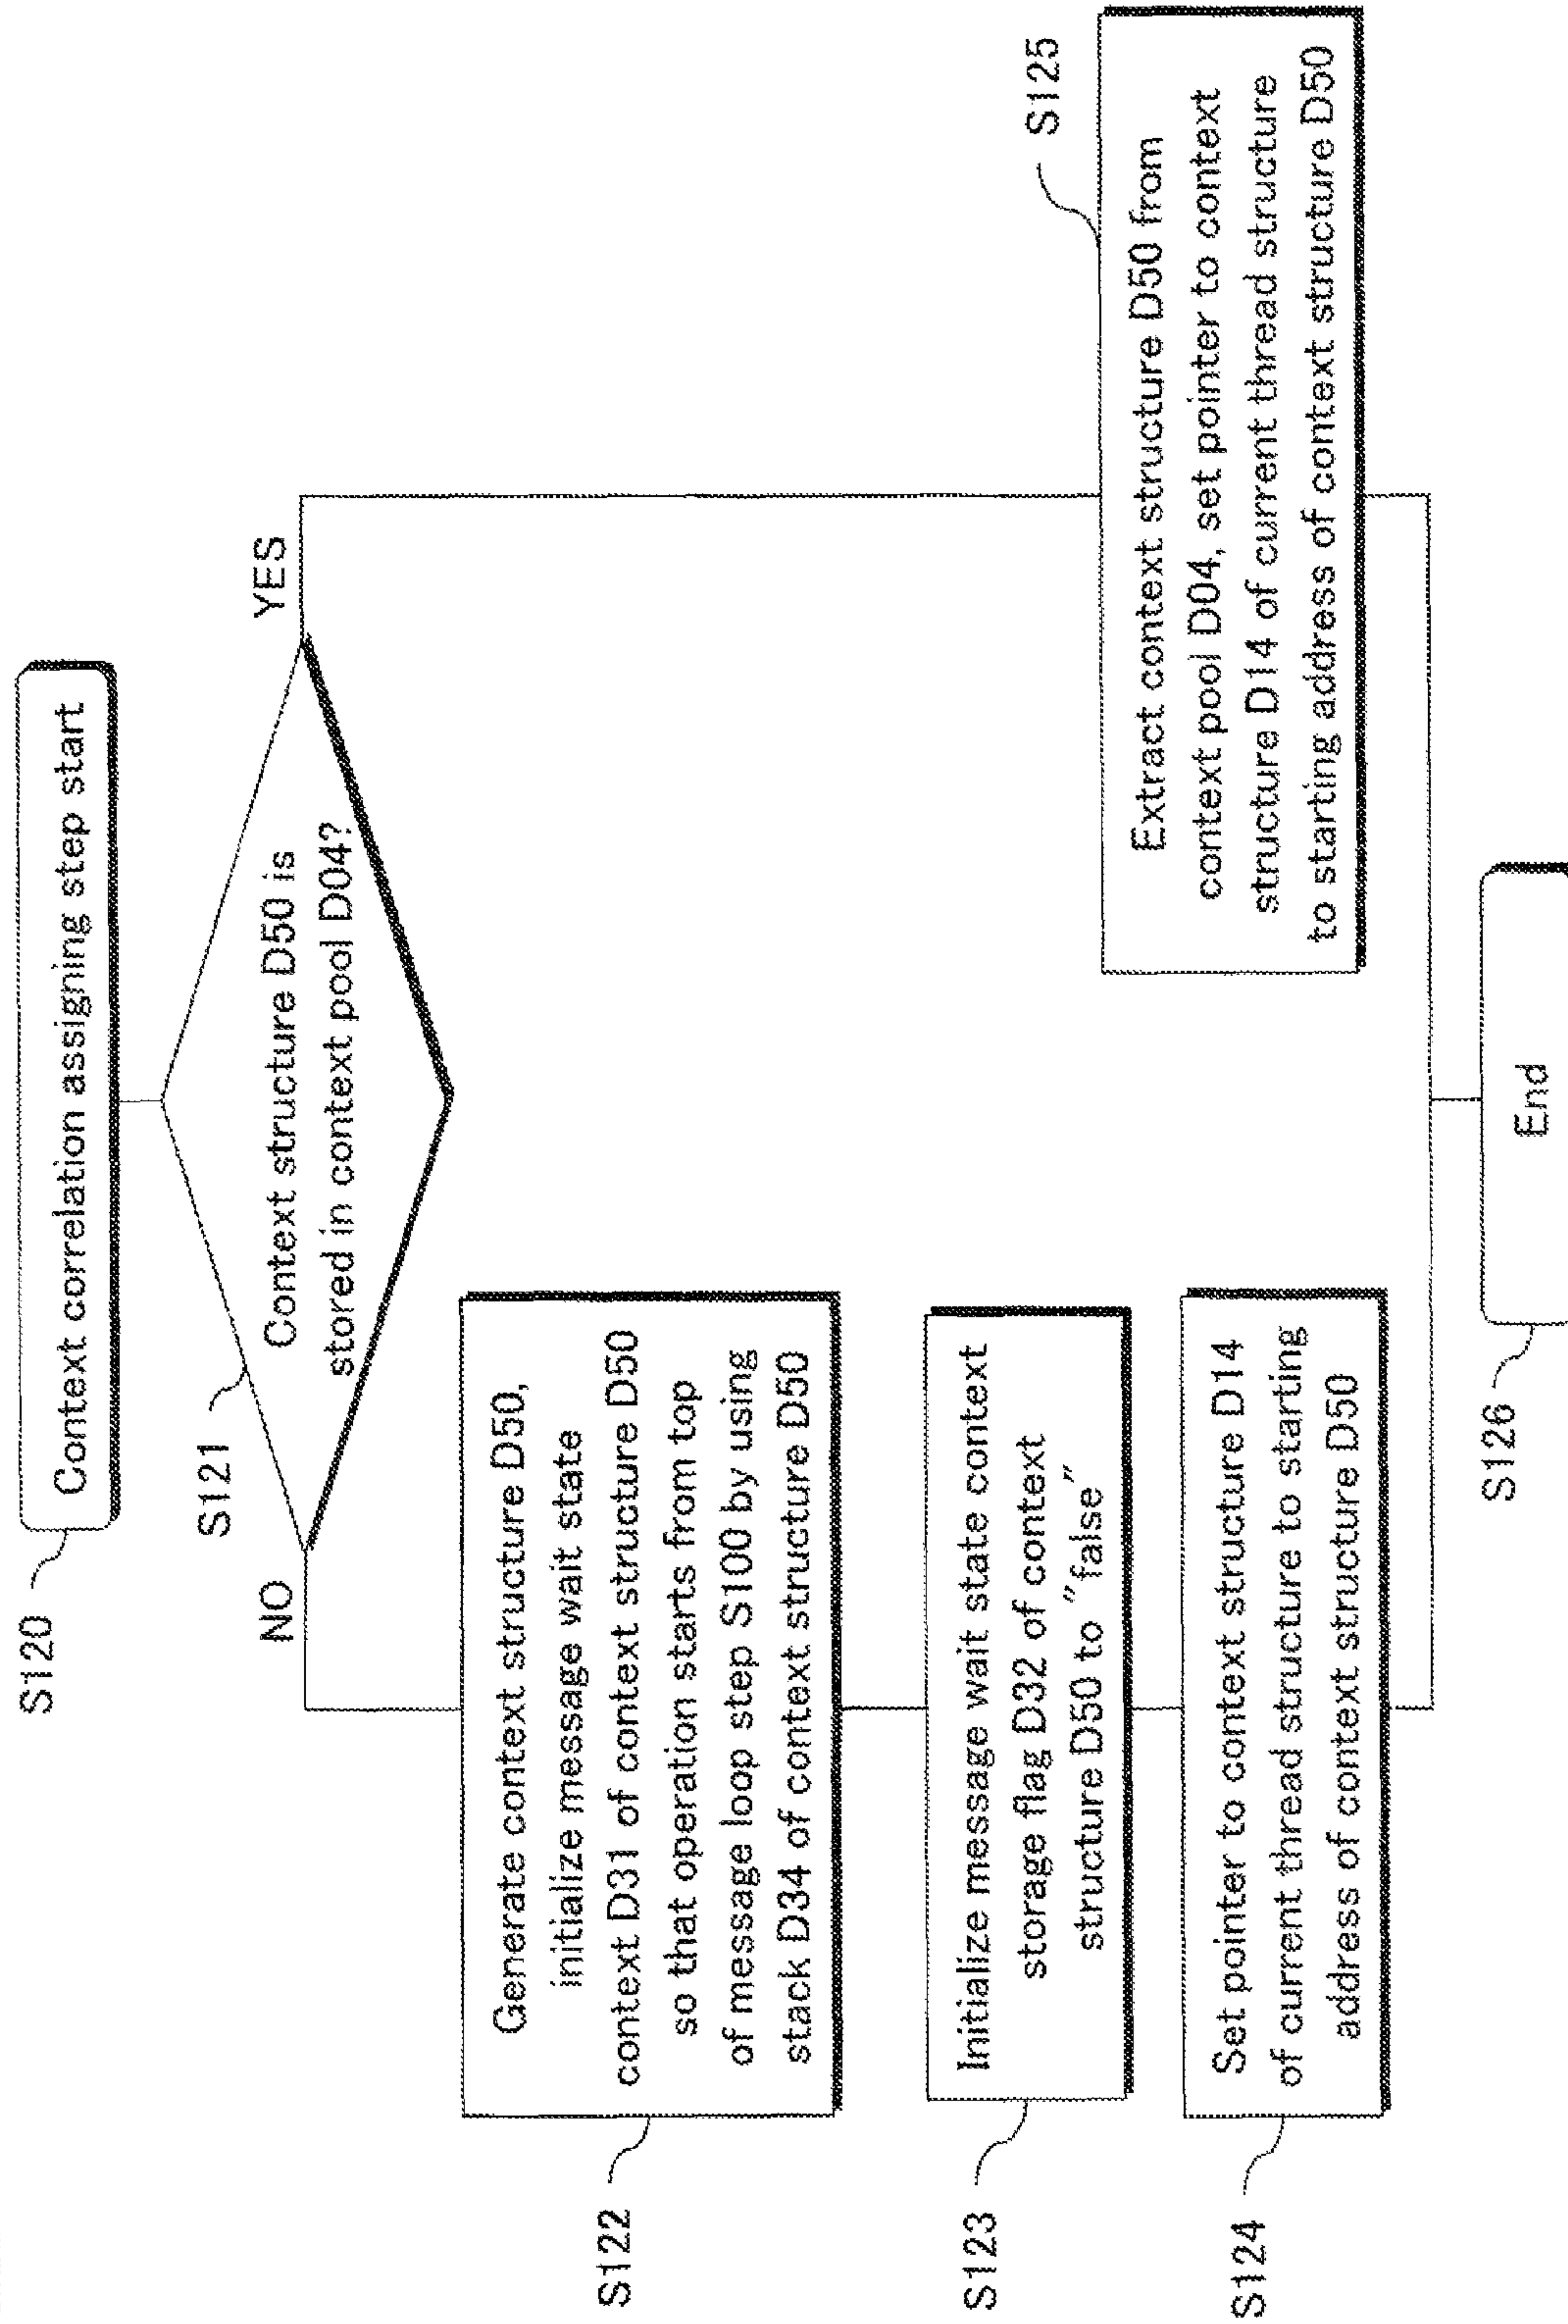 S120
Context correlation assigning step start
S121
Context structure D50 is
stored in context pool D04?
NO
YES
S122
Generate context structure D50,
initialize message wait state
context D31 of context structure D50
so that operation starts from top
of message loop step S100 by using
stack D34 of context structure D50
S123
Initialize message wait state context
storage flag D32 of context
structure D50 to "false"
S124
Set pointer to context structure D14
of current thread structure to starting
address of context structure D50
S125
Extract context structure D50 from
context pool D04, set pointer to context
structure D14 of current thread structure
to starting address of context structure D50
S126
End